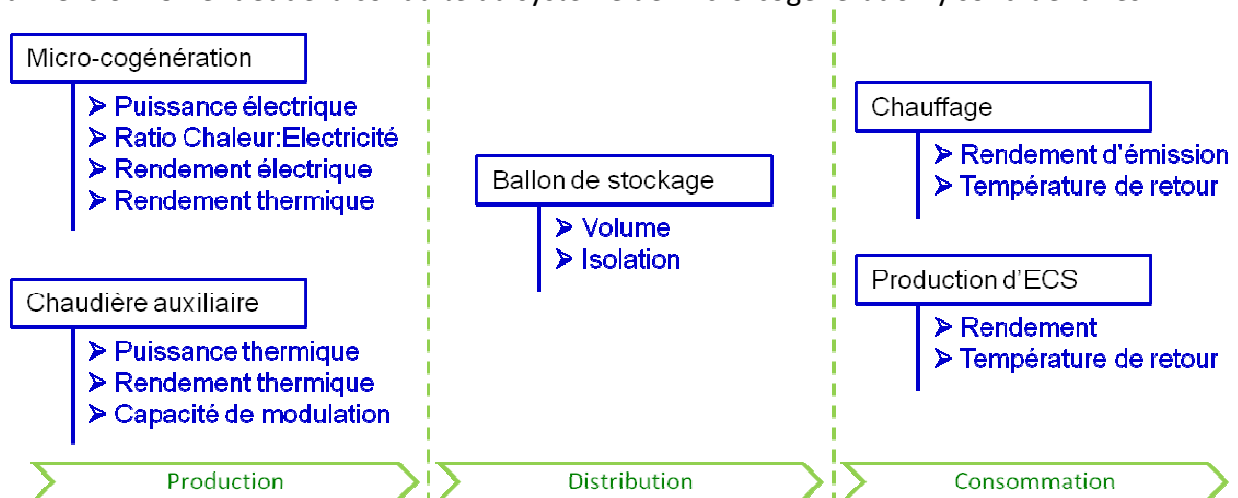 Micro-cogénération
➢ Puissance électrique
➢ Ratio Chaleur:Electricité
➢ Rendement électrique
➢ Rendement thermique
Chaudière auxiliaire
➢ Puissance thermique
➢ Rendement thermique
➢ Capacité de modulation
Production
Ballon de stockage
➢ Volume
➢ Isolation
Distribution
Chauffage
➢ Rendement d'émission
➢ Température de retour
Production d'ECS
➢ Rendement
➢ Température de retour
Consommation